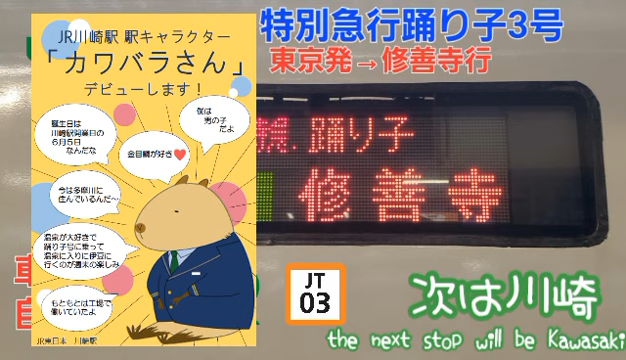 特別急行踊り子3号
東京発→修善寺行
JR川崎駅 駅キャラクター
「カワバラさん」
デビューします！
僕は
男の子
だよ
誕生日は
川崎駅開業日の
6月5日
なんだな
金目鯛が好き❤
今は多摩川に
住んでいるんだ〜
温泉が大好きで
踊り子号に乗って
温泉に入りに伊豆に
行くのが週末の楽しみ
もともとは工場で
働いていたよ
JR東日本 川崎駅
踊り子
修善寺
JT
03
次は川崎
the next stop will be Kawasaki